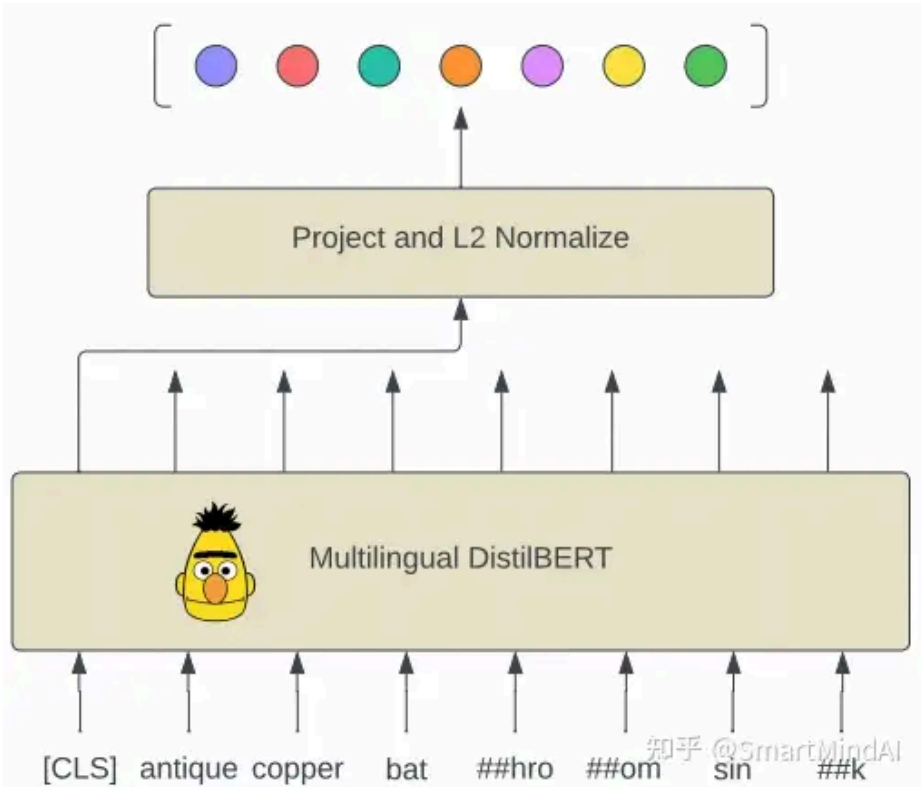 Project and L2 Normalize
Multilingual DistilBERT
[CLS] antique copper bat ##hro ##om sin ##k
知乎 @SmartMindAI